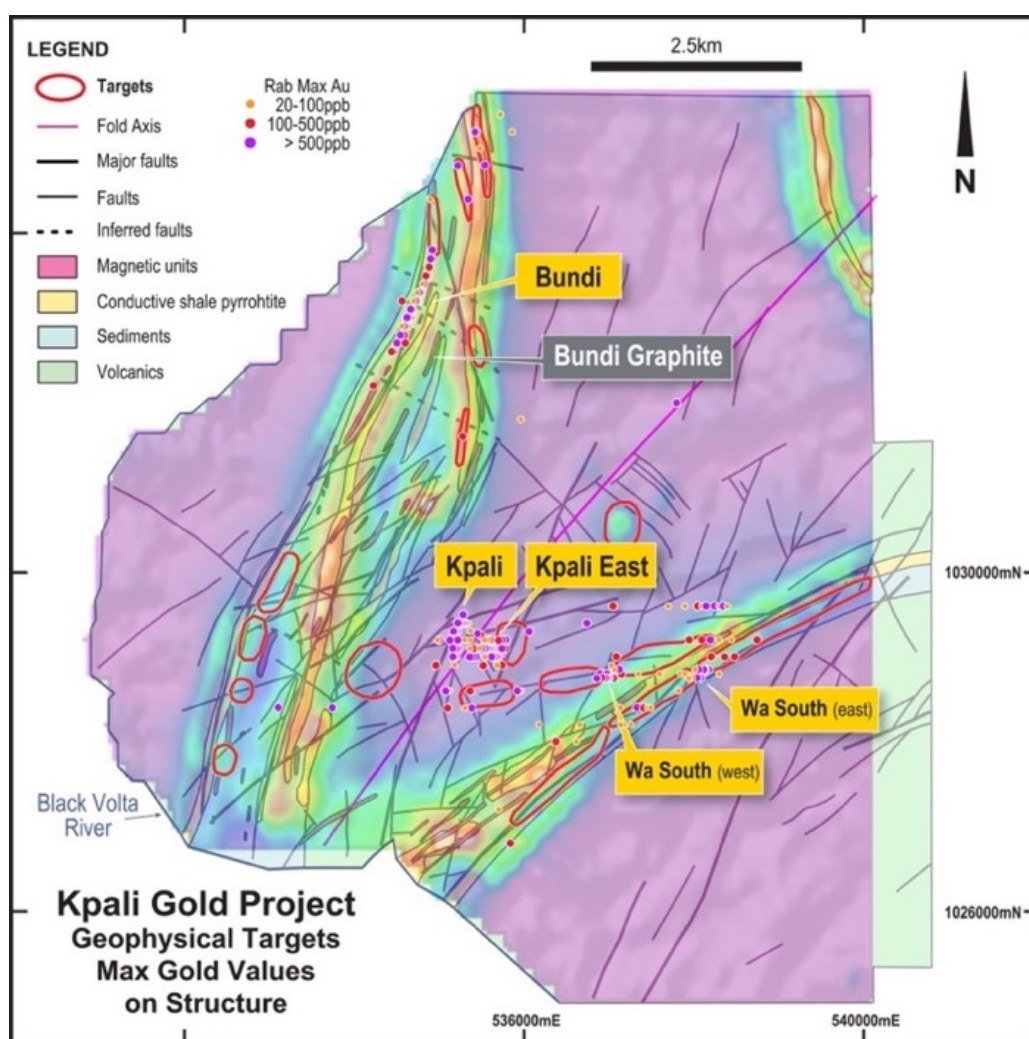 LEGEND
Targets
Fold Axis
Major faults
Faults
Inferred faults
Magnetic units
Conductive shale pyrrhotite
Sediments
Volcanics
Rab Max Au
20-100ppb
100-500ppb
> 500ppb
2.5km
N
Bundi
Bundi Graphite
Kpali
Kpali East
1030000mN
Wa South (east)
Wa South (west)
Black Volta
River
Kpali Gold Project
Geophysical Targets
Max Gold Values
on Structure
1026000mN
536000mE
540000mE